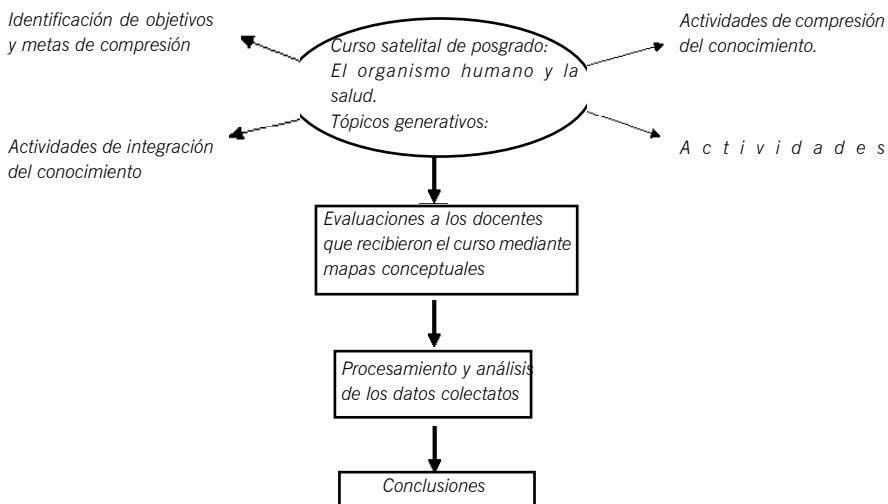 Identificación de objetivos
y metas de compresión
Curso satelital de posgrado:
El organismo humano y la
salud.
Tópicos generativos:
Actividades de compresión
del conocimiento.
Actividades de integración
del conocimiento
Actividades
Evaluaciones a los docentes
que recibieron el curso mediante
mapas conceptuales
Procesamiento y análisis
de los datos colectatos
Conclusiones